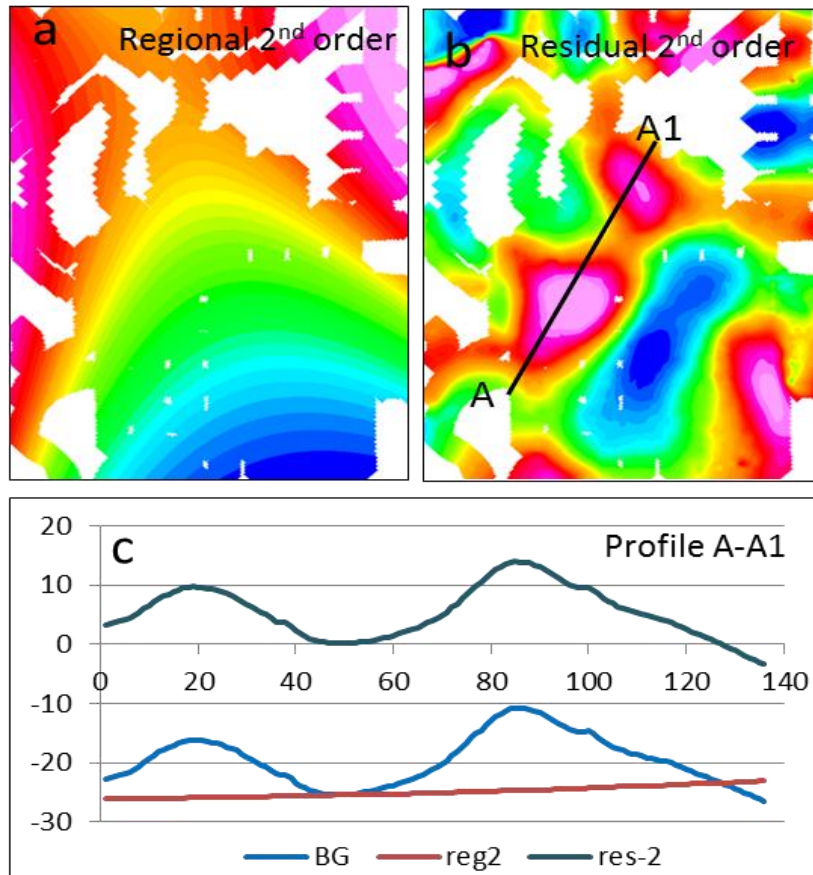 a
Regional 2nd order
b
Residual 2nd order
A1
A
c
Profile A-A1
20
10
0
-10
-20
-30
0 20 40 60 80 100 120 140
BG reg2 res-2